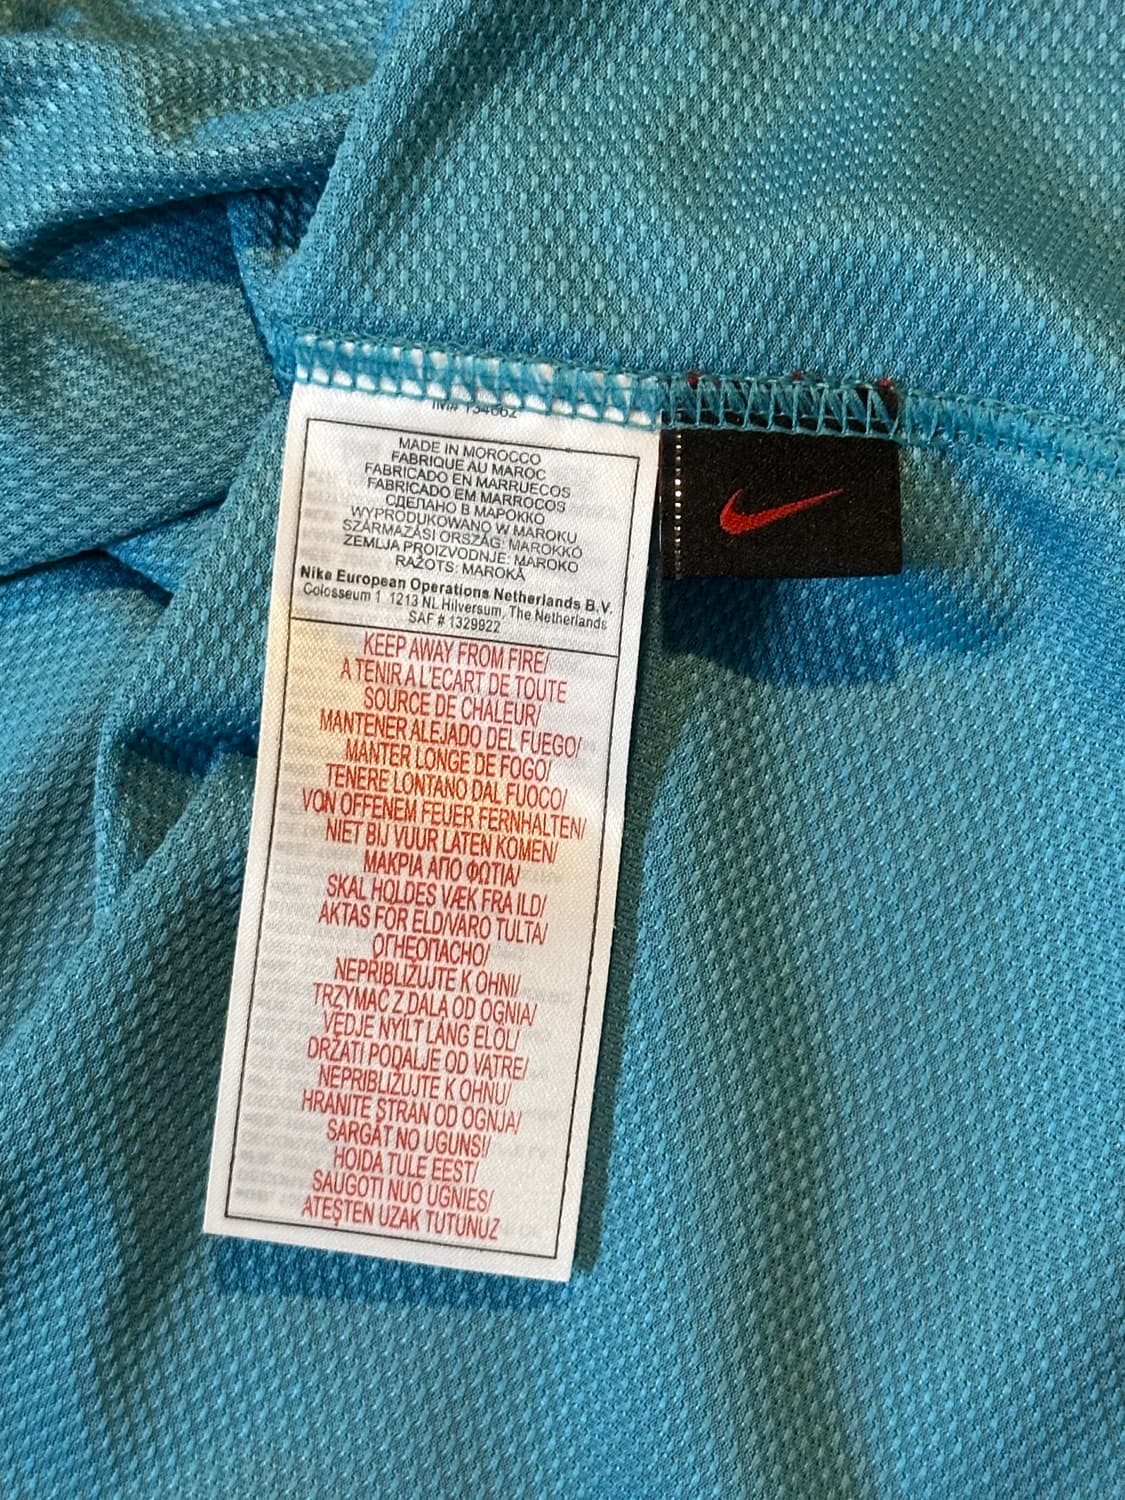 MADE IN MOROCCO
FABRIQUE AU MAROC
FABRICADO EN MARRUECOS
FABRICADO EM MARROCOS
СДЕЛАНО В МАРОККО
WYPRODUKOWANO W MAROKU
SZÁRMAZÁSI ORSZÁG: MAROKKÓ
ZEMLJA PROIZVODNJE: MAROKO
RAŽOTS: MAROKĀ
Nike European Operations Netherlands B.V.
Colosseum 1 1213 NL Hilversum, The Netherlands
SAF # 1329922
KEEP AWAY FROM FIRE/
A TENIR A L'ECART DE TOUTE
SOURCE DE CHALEUR/
MANTENER ALEJADO DEL FUEGO/
MANTER LONGE DE FOGO/
TENERE LONTANO DAL FUOCO/
VON OFFENEM FEUER FERNHALTEN/
NIET BIJ VUUR LATEN KOMEN/
ΜΑΚΡΙΑ ΑΠΟ ΦΩΤΙΑ/
SKAL HOLDES VÆK FRA ILD/
AKTAS FÖR ELD/VARO TULTA/
ОГНЕОПАСНО/
NEPŘIBLIŽUJTE K OHNI/
TRZYMAĆ Z DALA OD OGNIA/
VÉDJE NYÍLT LÁNG ELŐL/
DRŽATI PODALJE OD VATRE/
NEPRIBLIŽUJTE K OHŇU/
HRANITE STRAN OD OGNJA/
SARGĀT NO UGUNS!/
HOIDA TULE EEST/
SAUGOTI NUO UGNIES/
ATEŞTEN UZAK TUTUNUZ